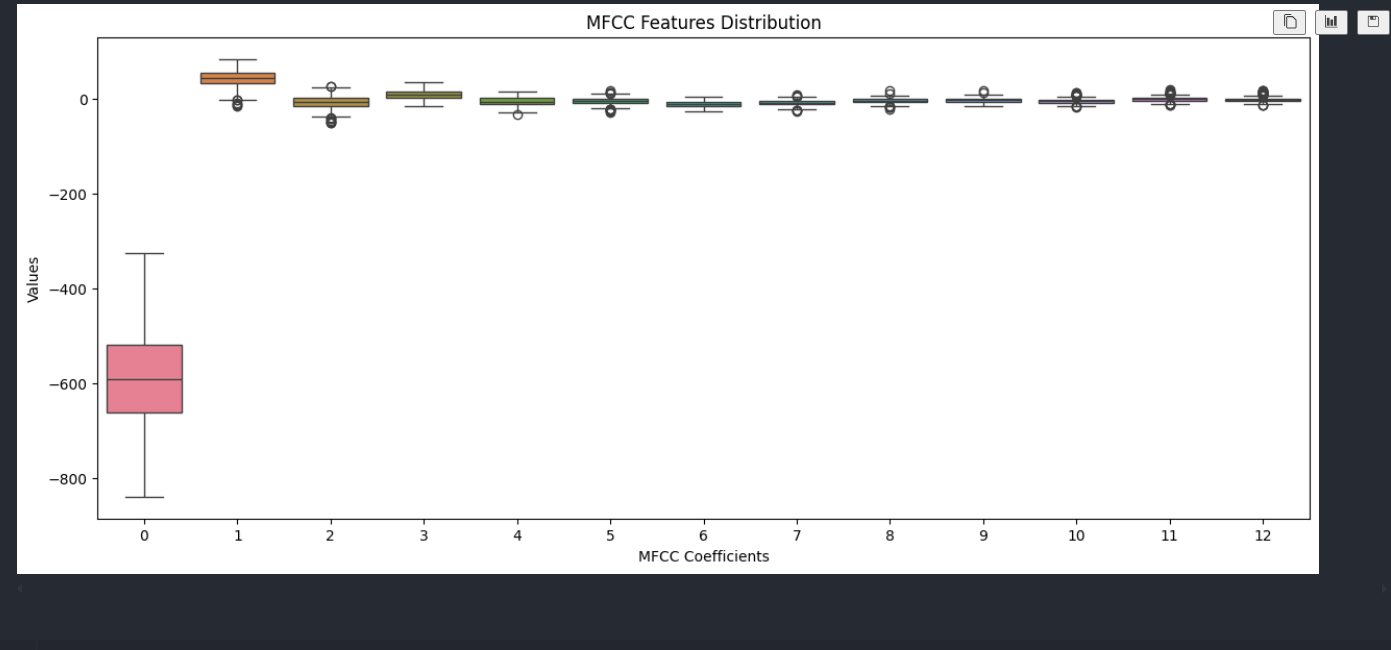 MFCC Features Distribution
0
−200
−400
−600
−800
Values
0 1 2 3 4 5 6 7 8 9 10 11 12
MFCC Coefficients